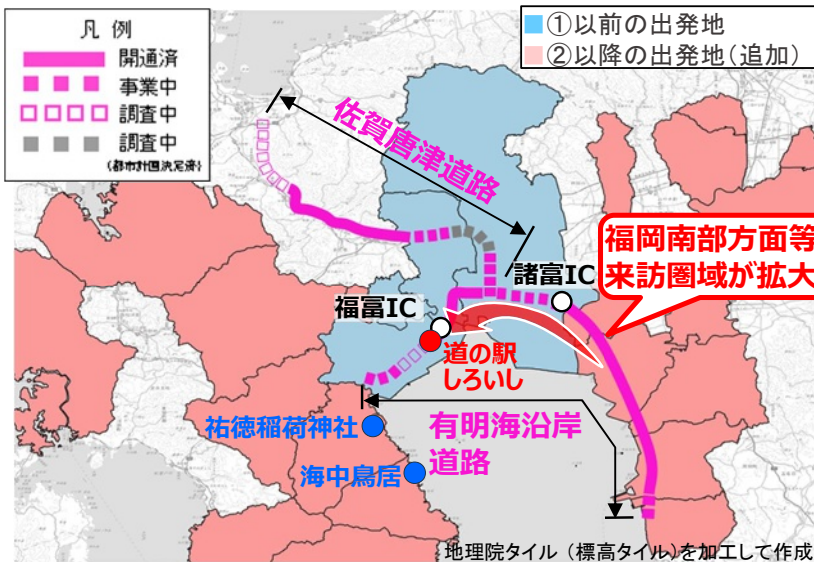 凡例
開通済
事業中
調査中
調査中
(都市計画決定済)
■①以前の出発地
■②以降の出発地(追加)
佐賀唐津道路
福岡南部方面等
来訪圏域が拡大
諸富IC
福富IC
道の駅
しろいし
祐徳稲荷神社
有明海沿岸
道路
海中鳥居
地理院タイル (標高タイル)を加工して作成